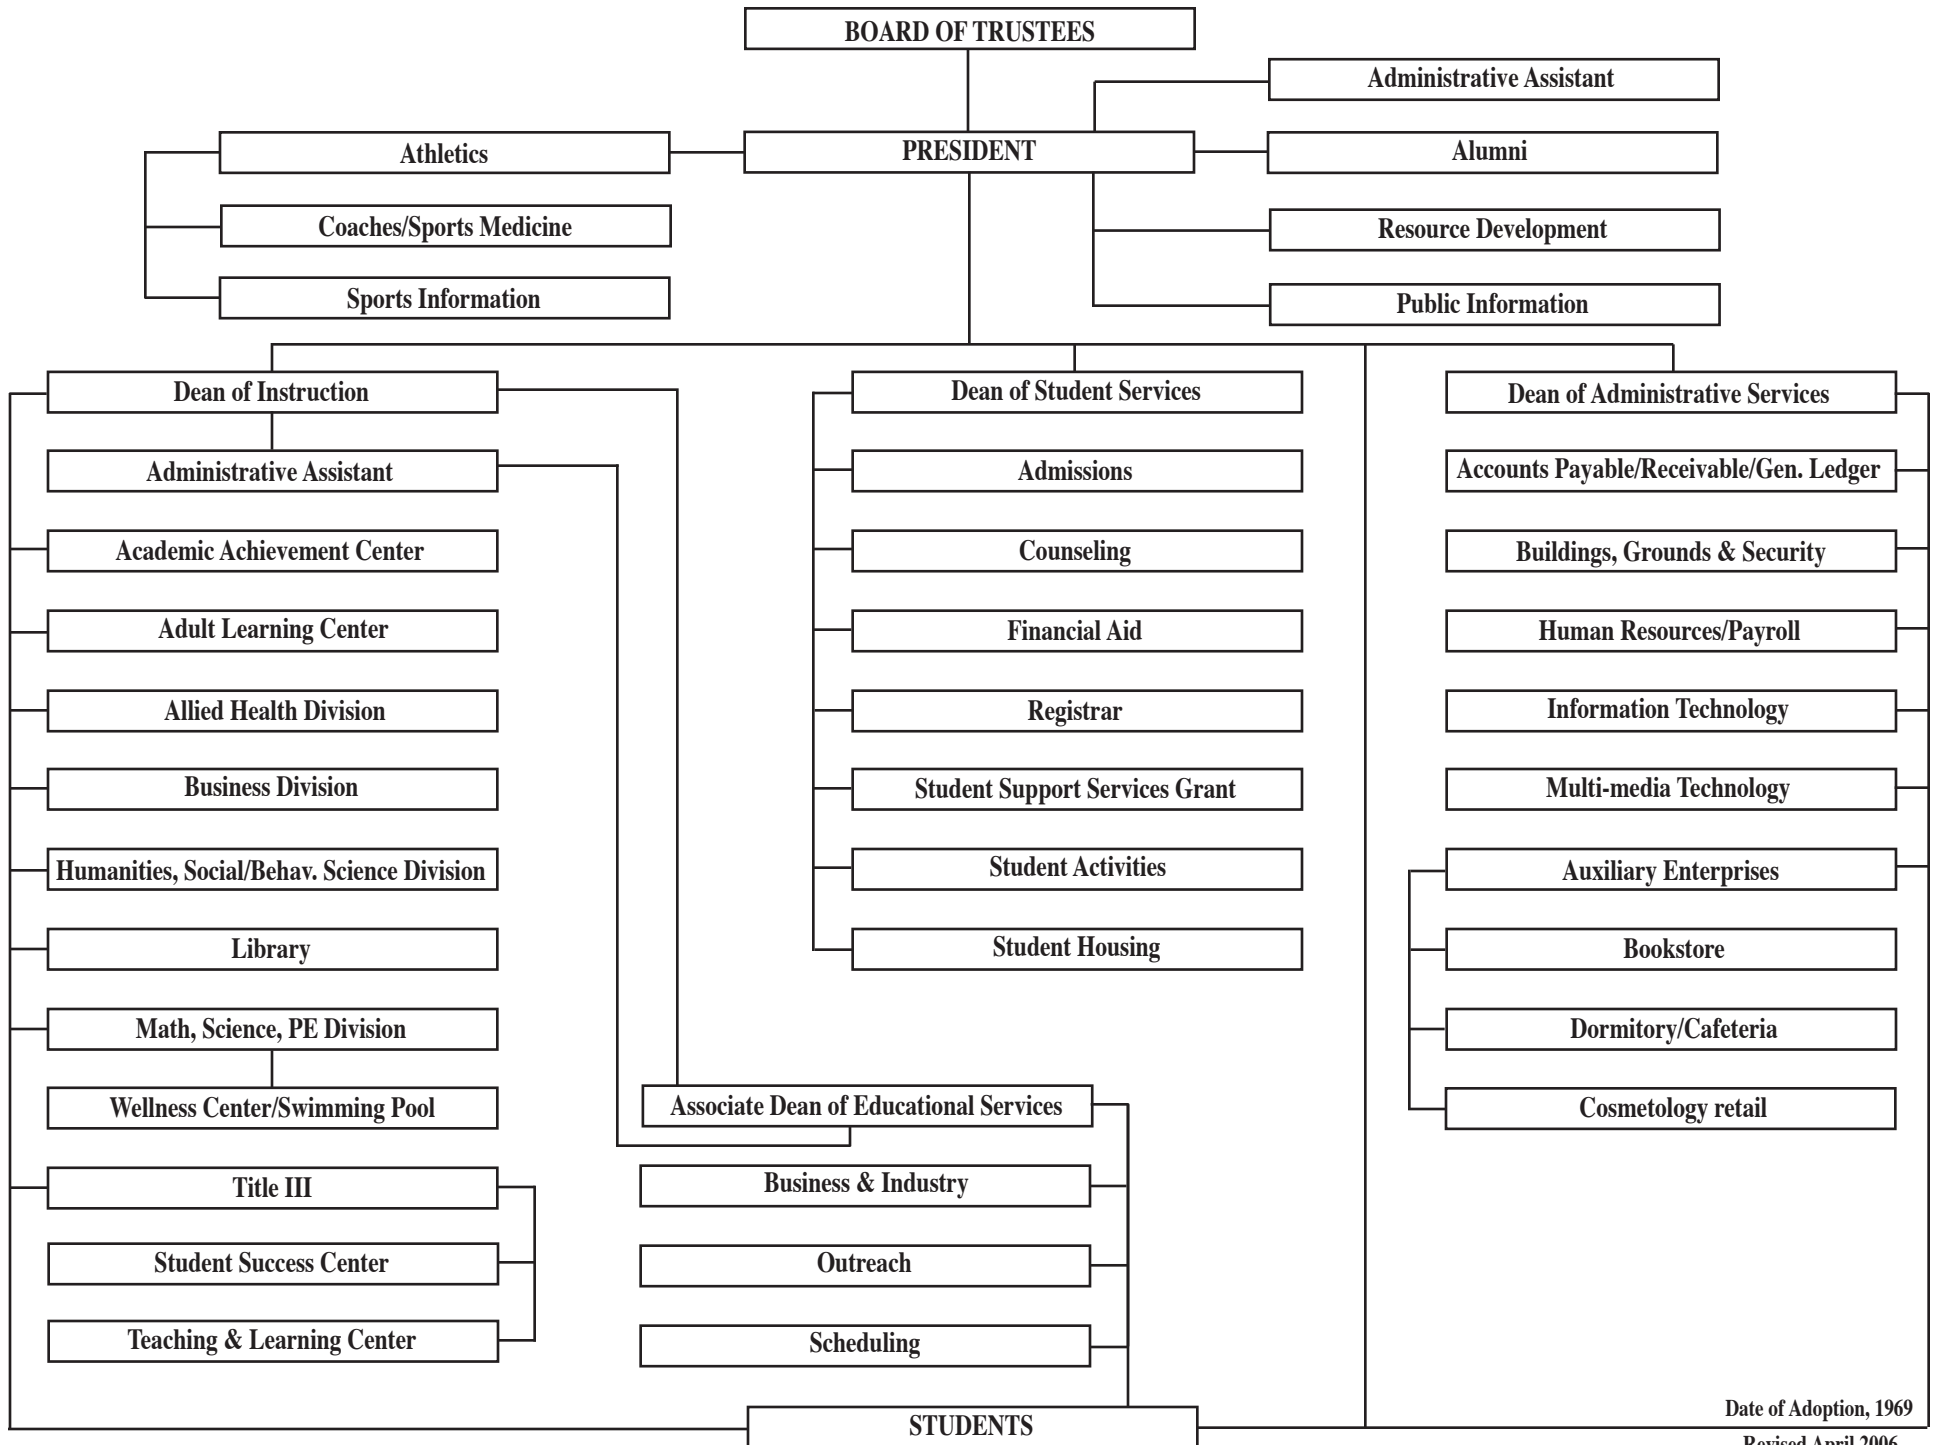 BOARD OF TRUSTEES
Administrative Assistant
Athletics
PRESIDENT
Alumni
Coaches/Sports Medicine
Resource Development
Sports Information
Public Information
Dean of Instruction
Administrative Assistant
Academic Achievement Center
Adult Learning Center
Allied Health Division
Business Division
Humanities, Social/Behav. Science Division
Library
Math, Science, PE Division
Wellness Center/Swimming Pool
Title III
Student Success Center
Teaching & Learning Center
Dean of Student Services
Admissions
Counseling
Financial Aid
Registrar
Student Support Services Grant
Student Activities
Student Housing
Associate Dean of Educational Services
Business & Industry
Outreach
Scheduling
Dean of Administrative Services
Accounts Payable/Receivable/Gen. Ledger
Buildings, Grounds & Security
Human Resources/Payroll
Information Technology
Multi-media Technology
Auxiliary Enterprises
Bookstore
Dormitory/Cafeteria
Cosmetology retail
STUDENTS
Date of Adoption, 1969
Revised April 2006